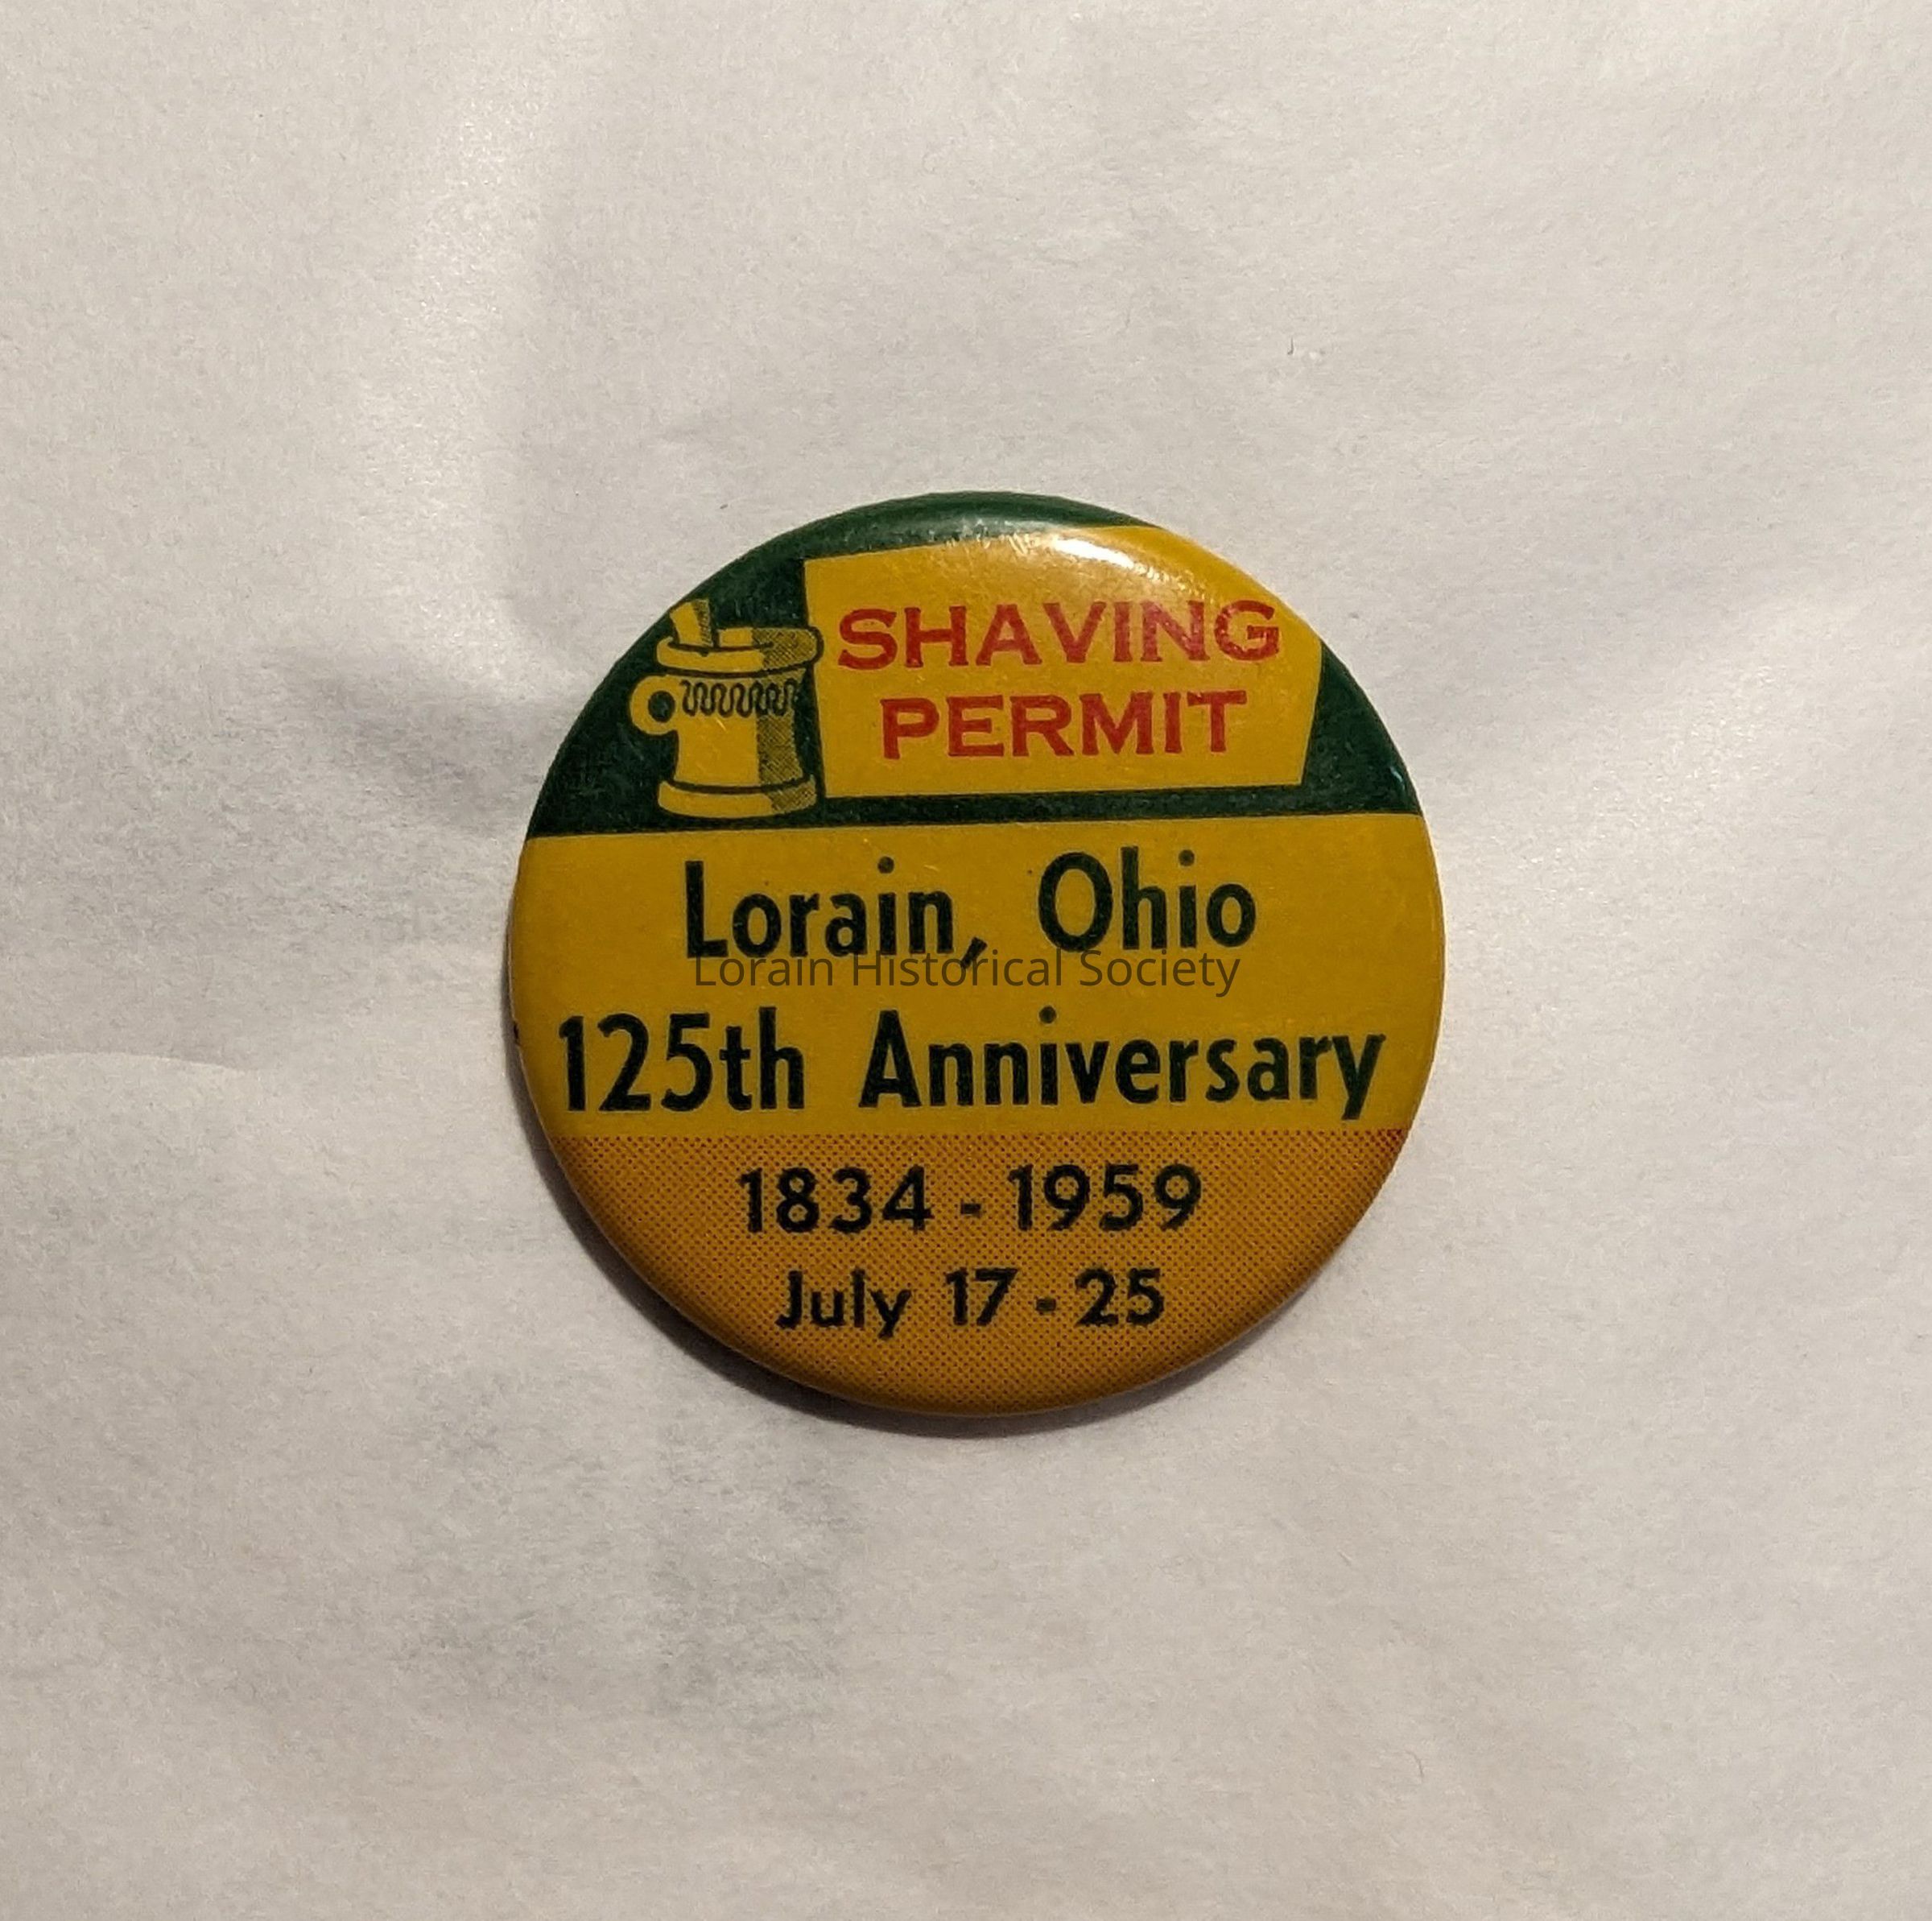 SHAVING
PERMIT
Lorain, Ohio
Lorain Historical Society
125th Anniversary
1834 - 1959
July 17 - 25